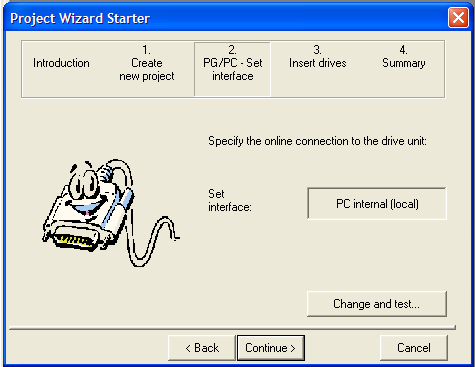 Project Wizard Starter
Introduction
1.
Create
new project
2.
PG/PC - Set
interface
3.
Insert drives
4.
Summary
Specify the online connection to the drive unit:
Set
interface:
PC internal (local)
Change and test...
< Back
Continue >
Cancel